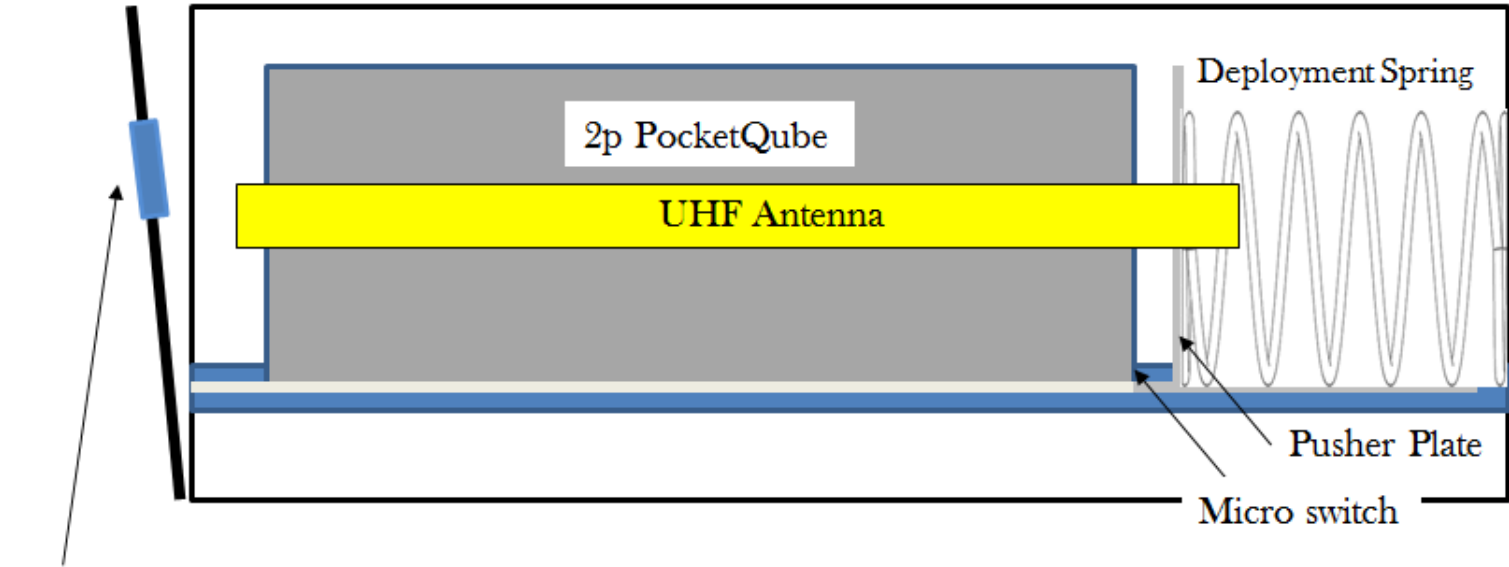 Deployment Spring
2p PocketQube
UHF Antenna
Pusher Plate
Micro switch